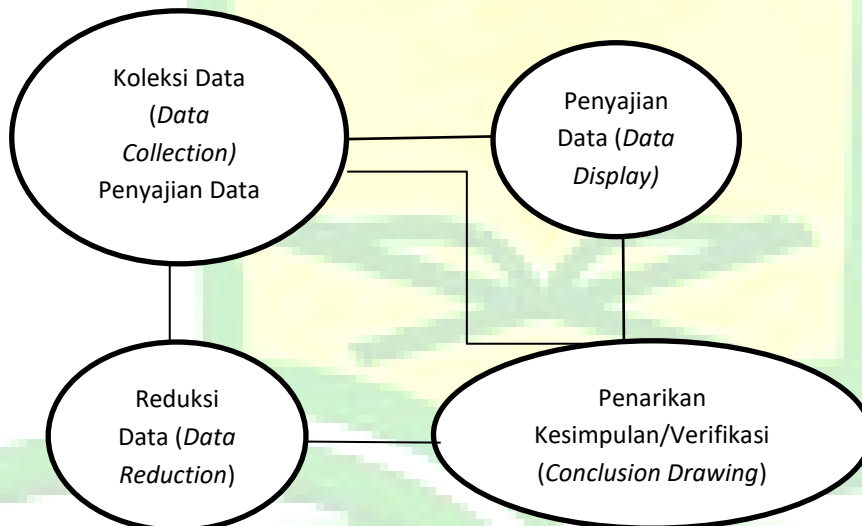 Koleksi Data
(Data
Collection)
Penyajian Data
Penyajian
Data (Data
Display)
Reduksi
Data (Data
Reduction)
Penarikan
Kesimpulan/Verifikasi
(Conclusion Drawing)